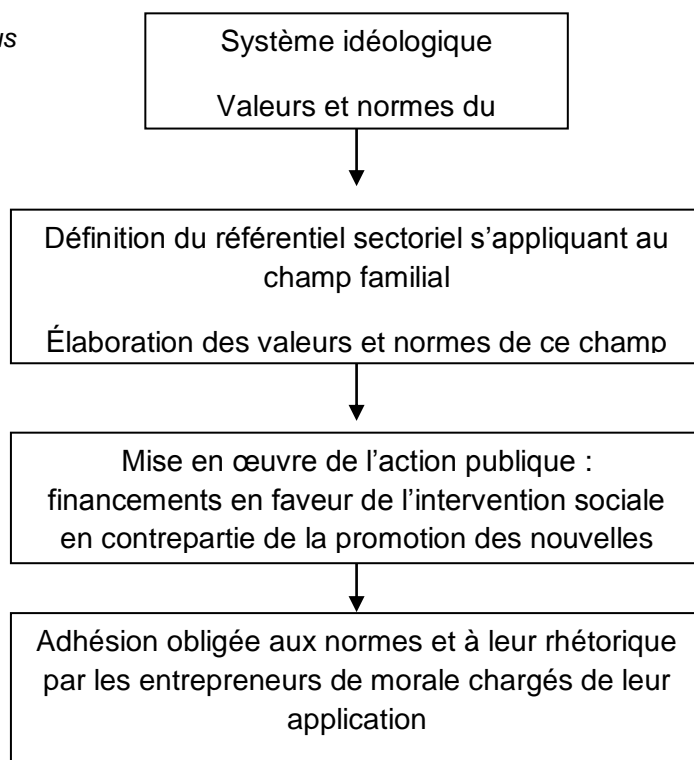 us
Système idéologique
Valeurs et normes du
Définition du référentiel sectoriel s’appliquant au
champ familial
Élaboration des valeurs et normes de ce champ
Mise en œuvre de l’action publique :
financements en faveur de l’intervention sociale
en contrepartie de la promotion des nouvelles
Adhésion obligée aux normes et à leur rhétorique
par les entrepreneurs de morale chargés de leur
application